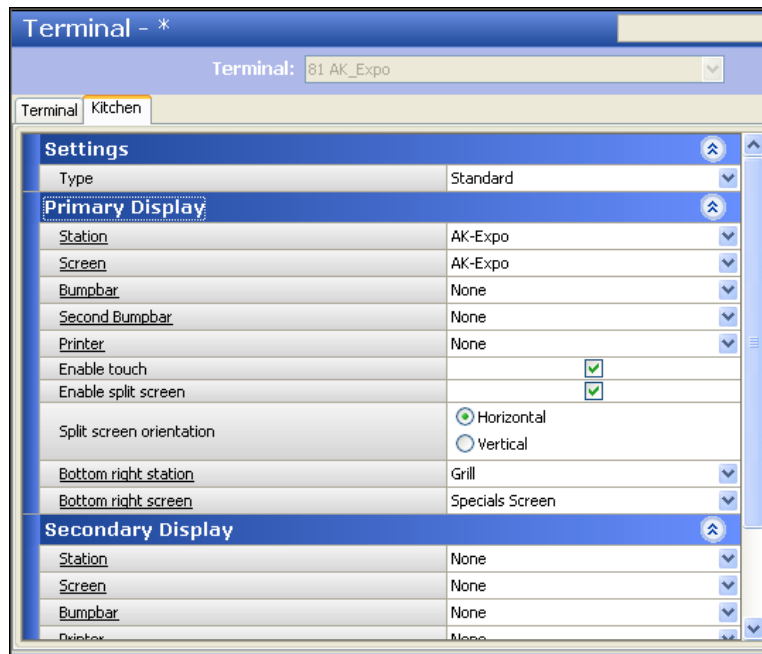 Terminal - *
Terminal: 81 AK_Expo
Terminal Kitchen
Settings
Type Standard
Primary Display
Station AK-Expo
Screen AK-Expo
Bumpbar None
Second Bumpbar None
Printer None
Enable touch
Enable split screen
Split screen orientation
Horizontal
Vertical
Bottom right station Grill
Bottom right screen Specials Screen
Secondary Display
Station None
Screen None
Bumpbar None
Printer None